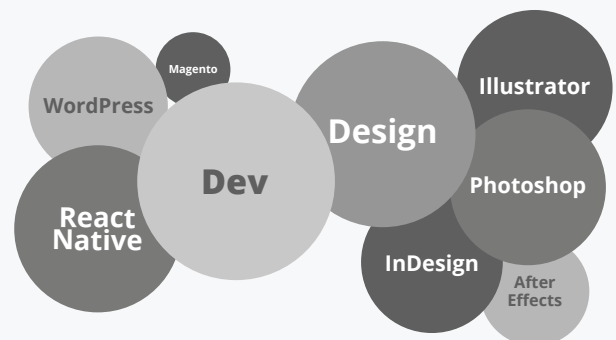 Magento
WordPress
Dev
React
Native
Design
Illustrator
Photoshop
InDesign
After
Effects